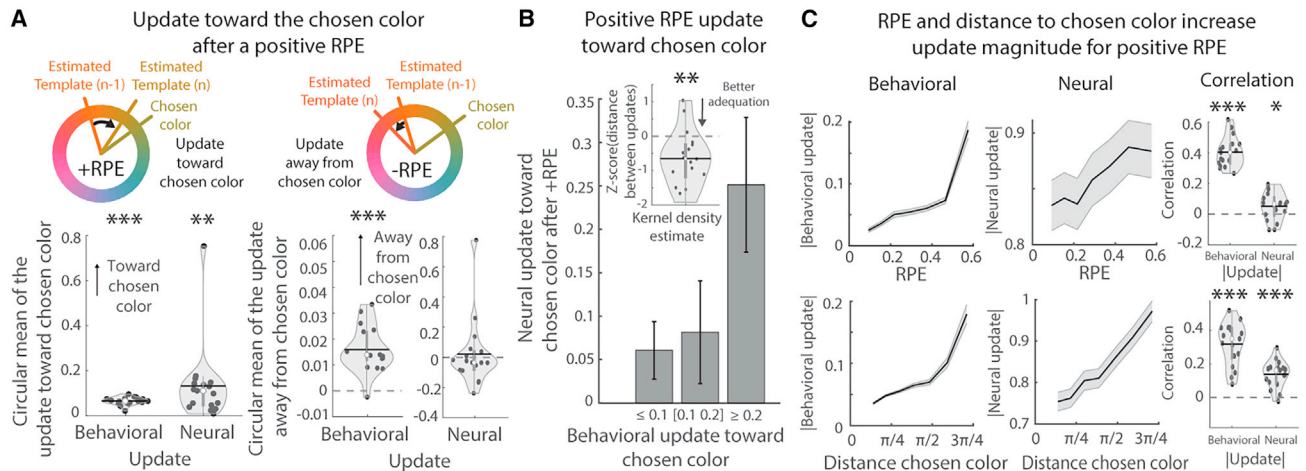 A
Update toward the chosen color
after a positive RPE
Estimated
Template (n-1)
Estimated
Template (n)
Chosen
color
+RPE
Update
toward
chosen color
Estimated
Template (n)
Estimated
Template (n-1)
Chosen
color
Update
away from
chosen color
-RPE
Circular mean of the
update toward chosen color
0.8
0.6
0.4
0.2
0
***
**
Toward
chosen
color
Behavioral
Neural
Update
Circular mean of the update
away from chosen color
0.06
0.05
0.04
0.03
0.02
0.01
0
-0.01
***
Away
from
chosen
color
0.8
0.6
0.4
0.2
0
-0.2
-0.4
Behavioral
Neural
Update
B
Positive RPE update
toward chosen color
Neural update toward
chosen color after +RPE
0.35
0.3
0.25
0.2
0.15
0.1
0.05
0
Z-score(distance
between updates)
1
0
-1
-2
**
Better
adequation
Kernel density
estimate
≤ 0.1
[0.1 0.2]
≥ 0.2
Behavioral update toward
chosen color
C
RPE and distance to chosen color increase
update magnitude for positive RPE
Behavioral
Neural
Correlation
|Behavioral update|
0.2
0.1
0
0
0.2
0.4
0.6
RPE
|Neural update|
0.9
0.8
0
0.2
0.4
0.6
RPE
Correlation
0.6
0.4
0.2
0
-0.2
***
*
Behavioral
Neural
|Update|
|Behavioral update|
0.2
0.1
0
0
π/4
π/2
3π/4
Distance chosen color
|Neural update|
1
0.9
0.8
0.7
0
π/4
π/2
3π/4
Distance chosen color
Correlation
0.4
0.2
0
***
***
Behavioral
Neural
|Update|